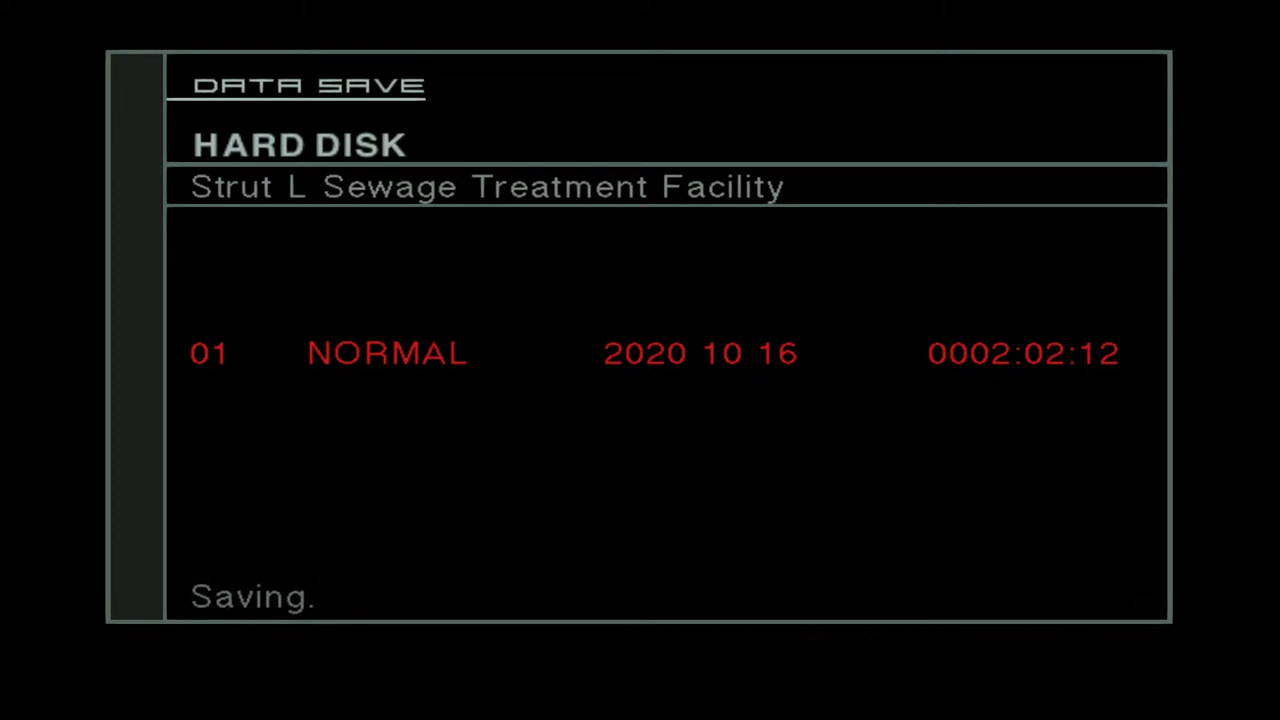 DATA SAVE
HARD DISK
Strut L Sewage Treatment Facility
01 NORMAL 2020 10 16 0002:02:12
Saving.